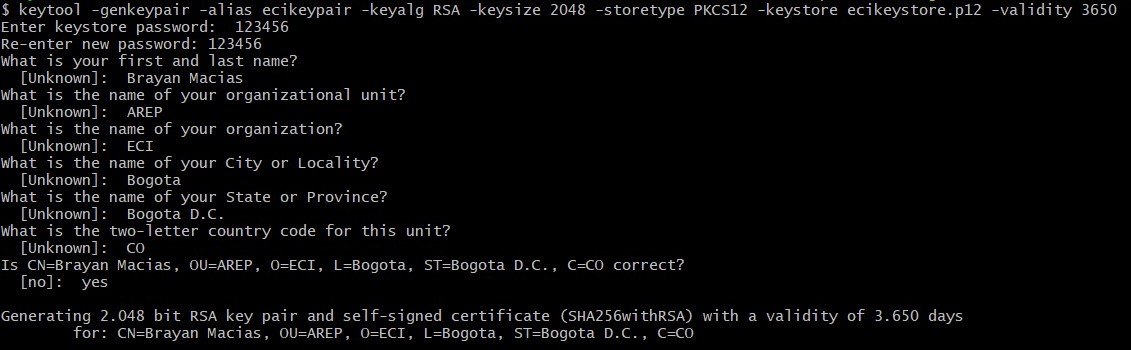 $ keytool -genkeypair -alias ecikeypair -keyalg RSA -keysize 2048 -storetype PKCS12 -keystore ecikeystore.p12 -validity 3650
Enter keystore password:  123456
Re-enter new password: 123456
What is your first and last name?
  [Unknown]:  Brayan Macias
What is the name of your organizational unit?
  [Unknown]:  AREP
What is the name of your organization?
  [Unknown]:  ECI
What is the name of your City or Locality?
  [Unknown]:  Bogota
What is the name of your State or Province?
  [Unknown]:  Bogota D.C.
What is the two-letter country code for this unit?
  [Unknown]:  CO
Is CN=Brayan Macias, OU=AREP, O=ECI, L=Bogota, ST=Bogota D.C., C=CO correct?
  [no]:  yes

Generating 2.048 bit RSA key pair and self-signed certificate (SHA256withRSA) with a validity of 3.650 days
        for: CN=Brayan Macias, OU=AREP, O=ECI, L=Bogota, ST=Bogota D.C., C=CO